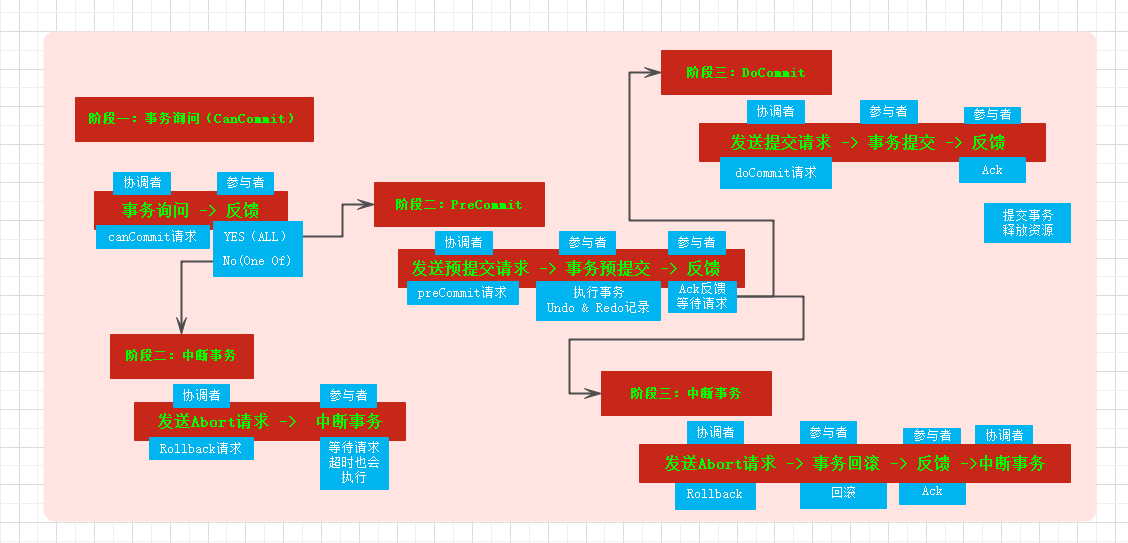 阶段一：事务询问（CanCommit）
协调者
参与者
事务询问 -> 反馈
canCommit请求
YES（ALL）
No(One Of)
阶段二：PreCommit
协调者
参与者
参与者
发送预提交请求 -> 事务预提交 -> 反馈
preCommit请求
执行事务
Undo & Redo记录
Ack反馈
等待请求
阶段二：中断事务
协调者
参与者
发送Abort请求 -> 中断事务
Rollback请求
等待请求
超时也会
执行
阶段三：DoCommit
协调者
参与者
参与者
发送提交请求 -> 事务提交 -> 反馈
doCommit请求
Ack
提交事务
释放资源
阶段三：中断事务
协调者
参与者
参与者
协调者
发送Abort请求 -> 事务回滚 -> 反馈 ->中断事务
Rollback
回滚
Ack